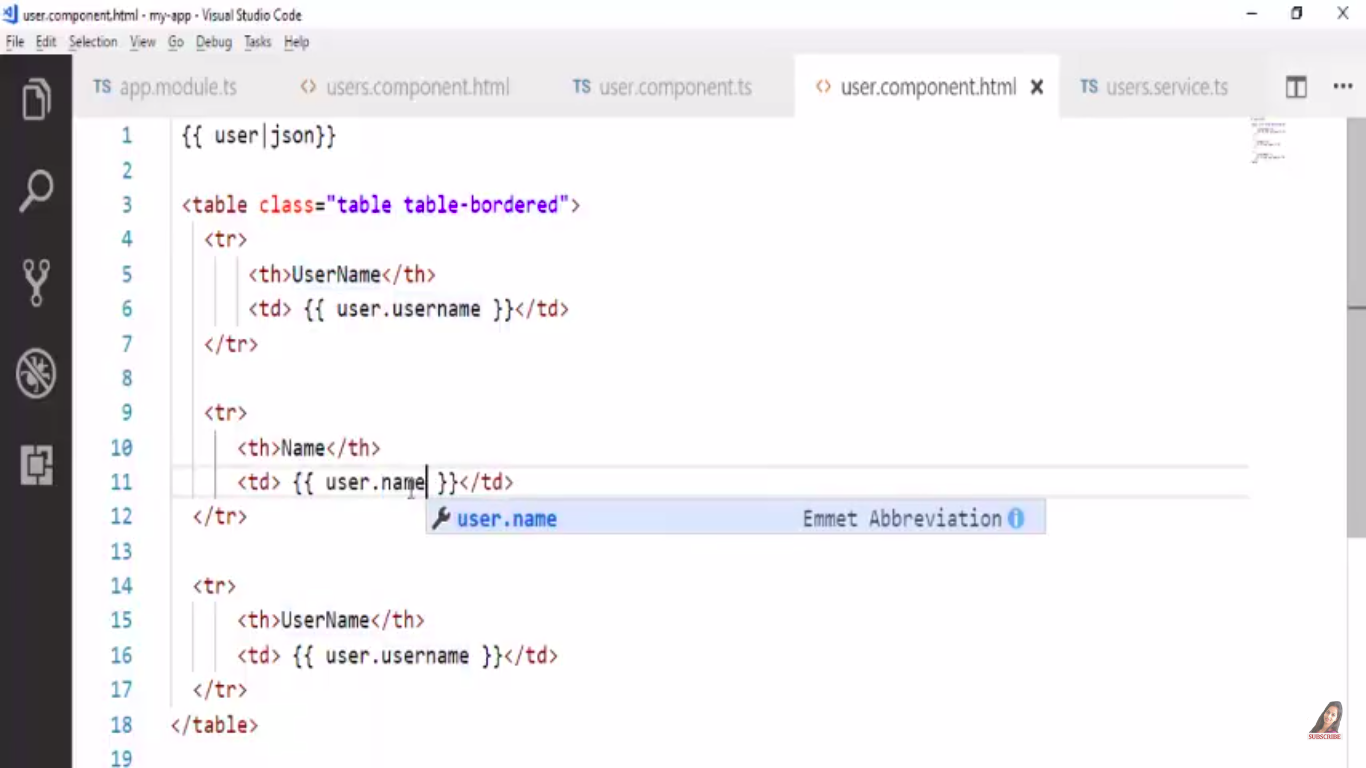 user.component.html - my-app - Visual Studio Code
File Edit Selection View Go Debug Tasks Help
TS app.module.ts <> users.component.html TS user.component.ts <> user.component.html TS users.service.ts
1 {{ user|json}}
2
3 <table class="table table-bordered">
4 <tr>
5 <th>UserName</th>
6 <td> {{ user.username }}</td>
7 </tr>
8
9 <tr>
10 <th>Name</th>
11 <td> {{ user.name }}</td>
user.name Emmet Abbreviation
12 </tr>
13
14 <tr>
15 <th>UserName</th>
16 <td> {{ user.username }}</td>
17 </tr>
18 </table>
19
SUBSCRIBE